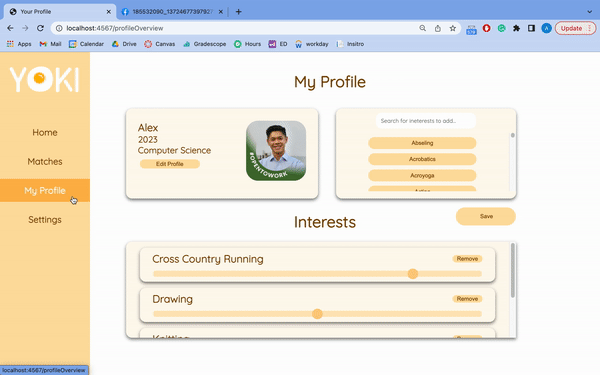 Your Profile
185532090_1372467739793
localhost:4567/profileOverview
Update
Apps
Mail
Calendar
Drive
Canvas
Gradescope
Hours
ED
workday
Insitro
YOKI
Home
Matches
My Profile
Settings
My Profile
Alex
2023
Computer Science
Edit Profile
#OPENTOWORK
Search for ineterests to add..
Abseiling
Acrobatics
Acroyoga
Acting
Save
Interests
Cross Country Running
Remove
Drawing
Remove
Knitting
localhost:4567/profileOverview